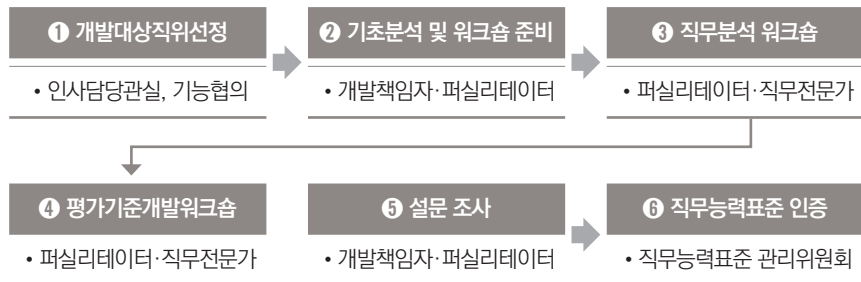 ❶ 개발대상직위선정
• 인사담당관실, 기능협의
❷ 기초분석 및 워크숍 준비
• 개발책임자·퍼실리테이터
❸ 직무분석 워크숍
• 퍼실리테이터·직무전문가
❹ 평가기준개발워크숍
• 퍼실리테이터·직무전문가
❺ 설문 조사
• 개발책임자·퍼실리테이터
❻ 직무능력표준 인증
• 직무능력표준 관리위원회